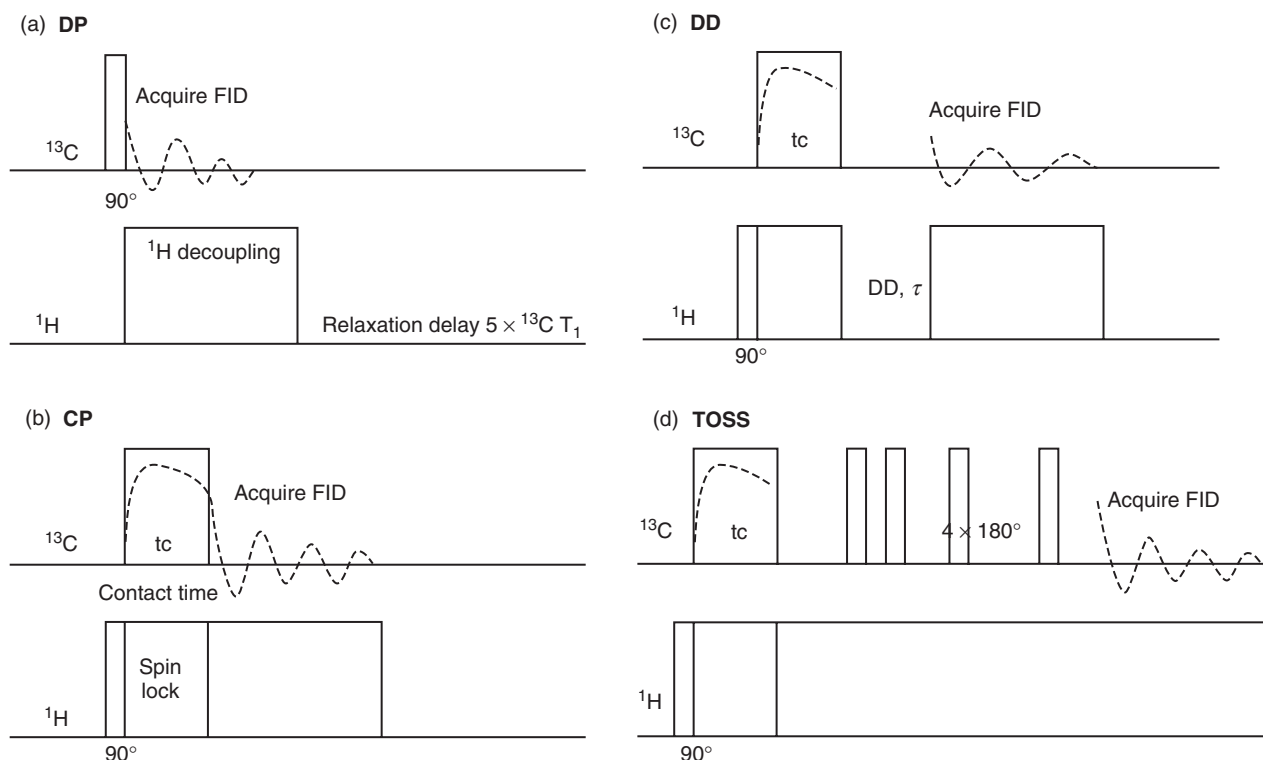 (a) DP
Acquire FID
¹³C
90°
¹H decoupling
¹H
Relaxation delay 5 × ¹³C T₁
(b) CP
Acquire FID
¹³C
tc
Contact time
Spin
lock
¹H
90°
(c) DD
Acquire FID
¹³C
tc
DD, τ
¹H
90°
(d) TOSS
Acquire FID
¹³C
tc
4 × 180°
¹H
90°